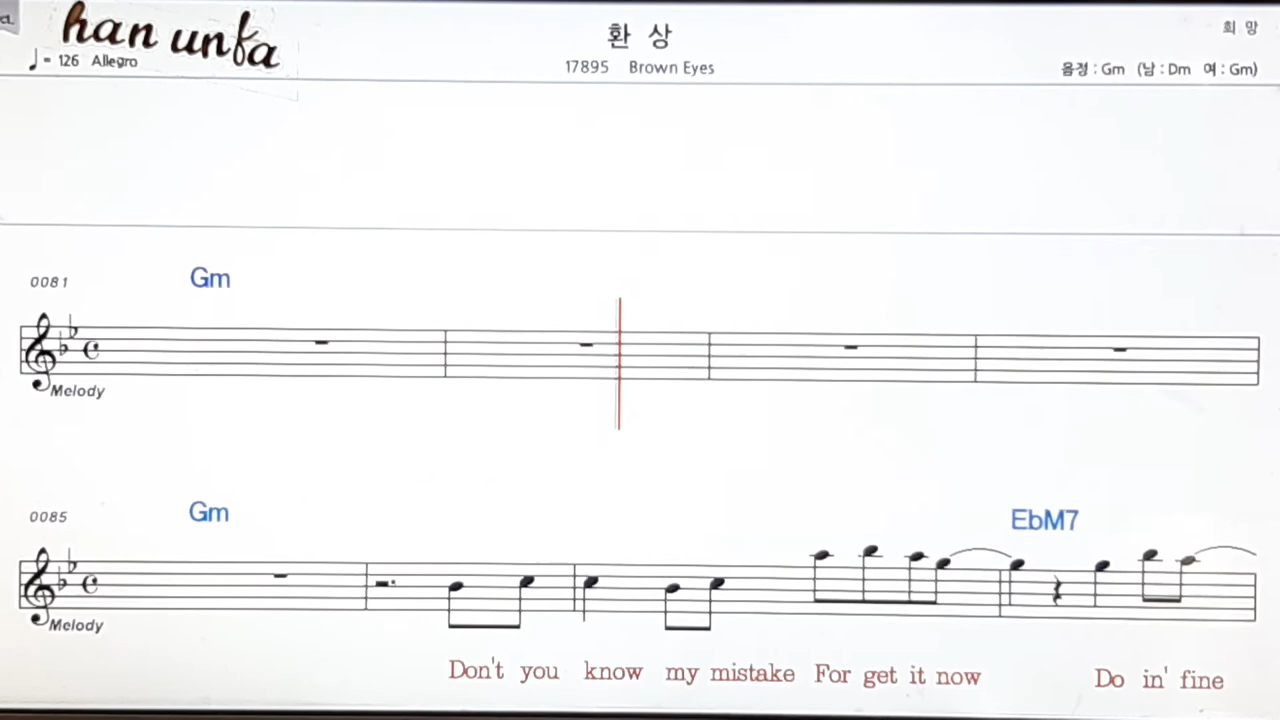 a.
han unfa
♩= 126 Allegro
환 상
17895 Brown Eyes
희 망
음정 : Gm (남 : Dm 여 : Gm)
0081 Gm
Melody
0085 Gm EbM7
Melody
Don't you know my mistake For get it now Do in' fine